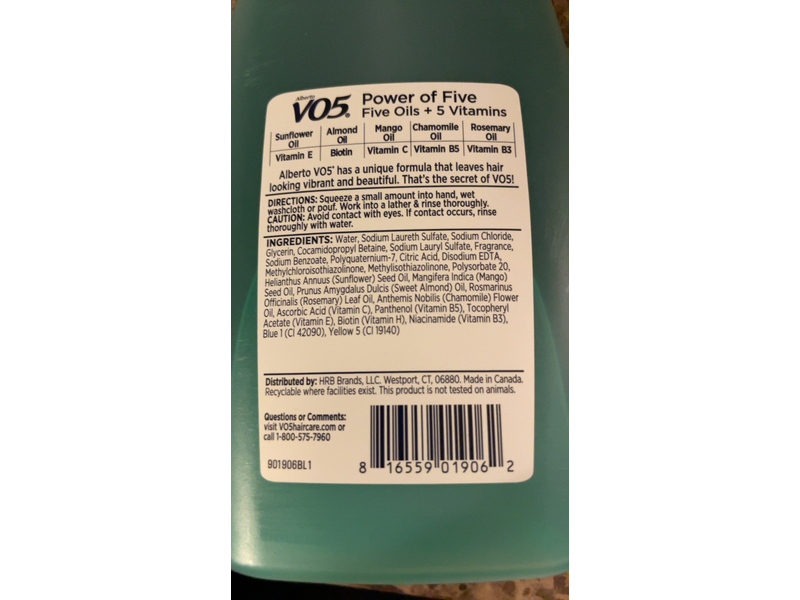 Alberto
VO5®
Power of Five
Five Oils + 5 Vitamins
Sunflower Oil Almond Oil Mango Oil Chamomile Oil Rosemary Oil
Vitamin E Biotin Vitamin C Vitamin B5 Vitamin B3
Alberto VO5® has a unique formula that leaves hair
looking vibrant and beautiful. That's the secret of VO5!
DIRECTIONS: Squeeze a small amount into hand, wet
washcloth or pouf. Work into a lather & rinse thoroughly.
CAUTION: Avoid contact with eyes. If contact occurs, rinse
thoroughly with water.
INGREDIENTS: Water, Sodium Laureth Sulfate, Sodium Chloride,
Glycerin, Cocamidopropyl Betaine, Sodium Lauryl Sulfate, Fragrance,
Sodium Benzoate, Polyquaternium-7, Citric Acid, Disodium EDTA,
Methylchloroisothiazolinone, Methylisothiazolinone, Polysorbate 20,
Helianthus Annuus (Sunflower) Seed Oil, Mangifera Indica (Mango)
Seed Oil, Prunus Amygdalus Dulcis (Sweet Almond) Oil, Rosmarinus
Officinalis (Rosemary) Leaf Oil, Anthemis Nobilis (Chamomile) Flower
Oil, Ascorbic Acid (Vitamin C), Panthenol (Vitamin B5), Tocopheryl
Acetate (Vitamin E), Biotin (Vitamin H), Niacinamide (Vitamin B3),
Blue 1 (CI 42090), Yellow 5 (CI 19140)
Distributed by: HRB Brands, LLC. Westport, CT, 06880. Made in Canada.
Recyclable where facilities exist. This product is not tested on animals.
Questions or Comments:
visit VO5haircare.com or
call 1-800-575-7960
901906BL1
8 16559 01906 2